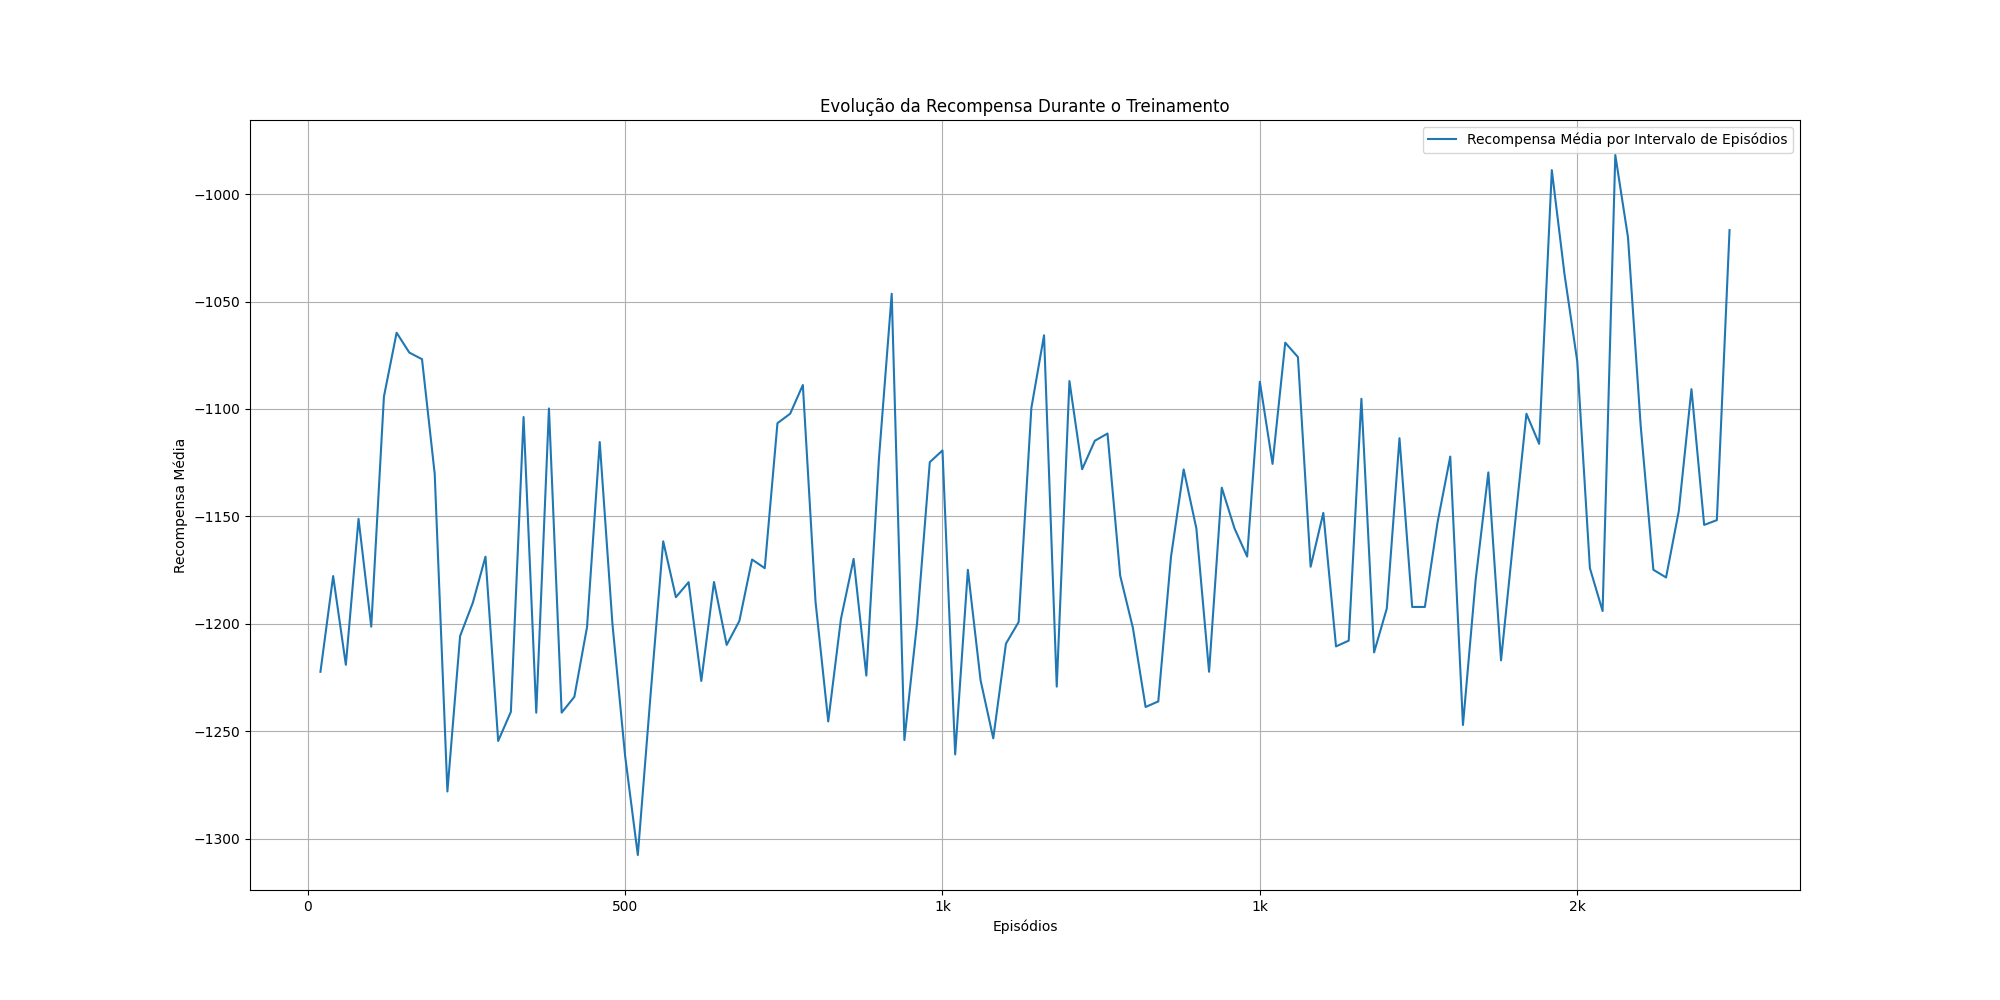 Evolução da Recompensa Durante o Treinamento
Recompensa Média por Intervalo de Episódios
−1000
−1050
−1100
−1150
−1200
−1250
−1300
Recompensa Média
0 500 1k 1k 2k
Episódios